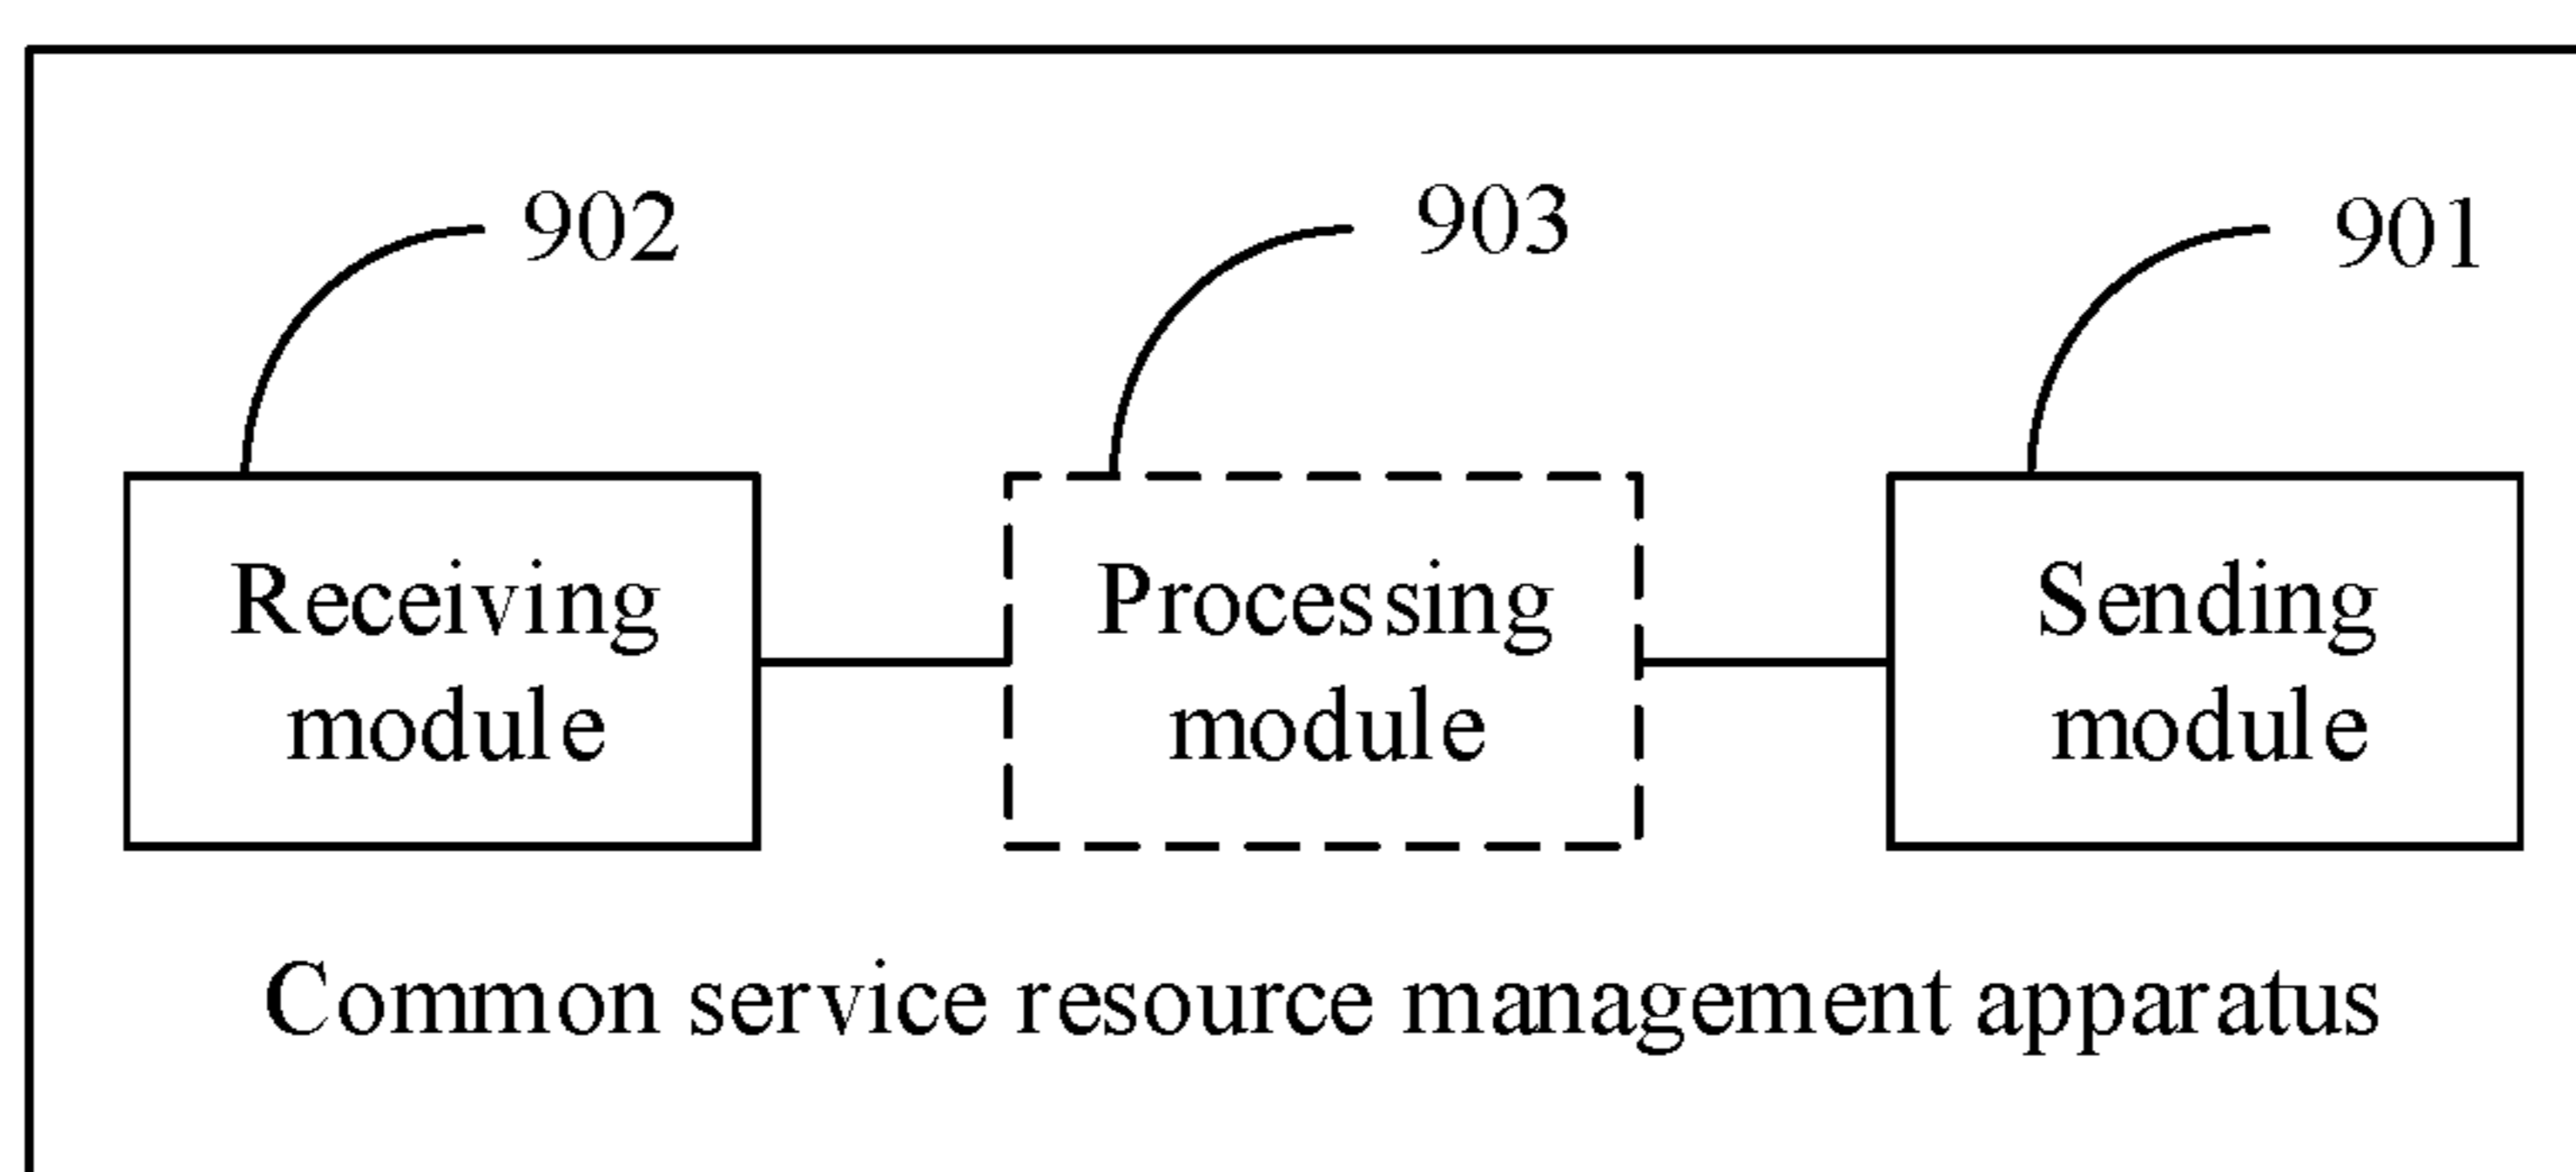 902
903
901
Receiving
module
Processing
module
Sending
module
Common service resource management apparatus